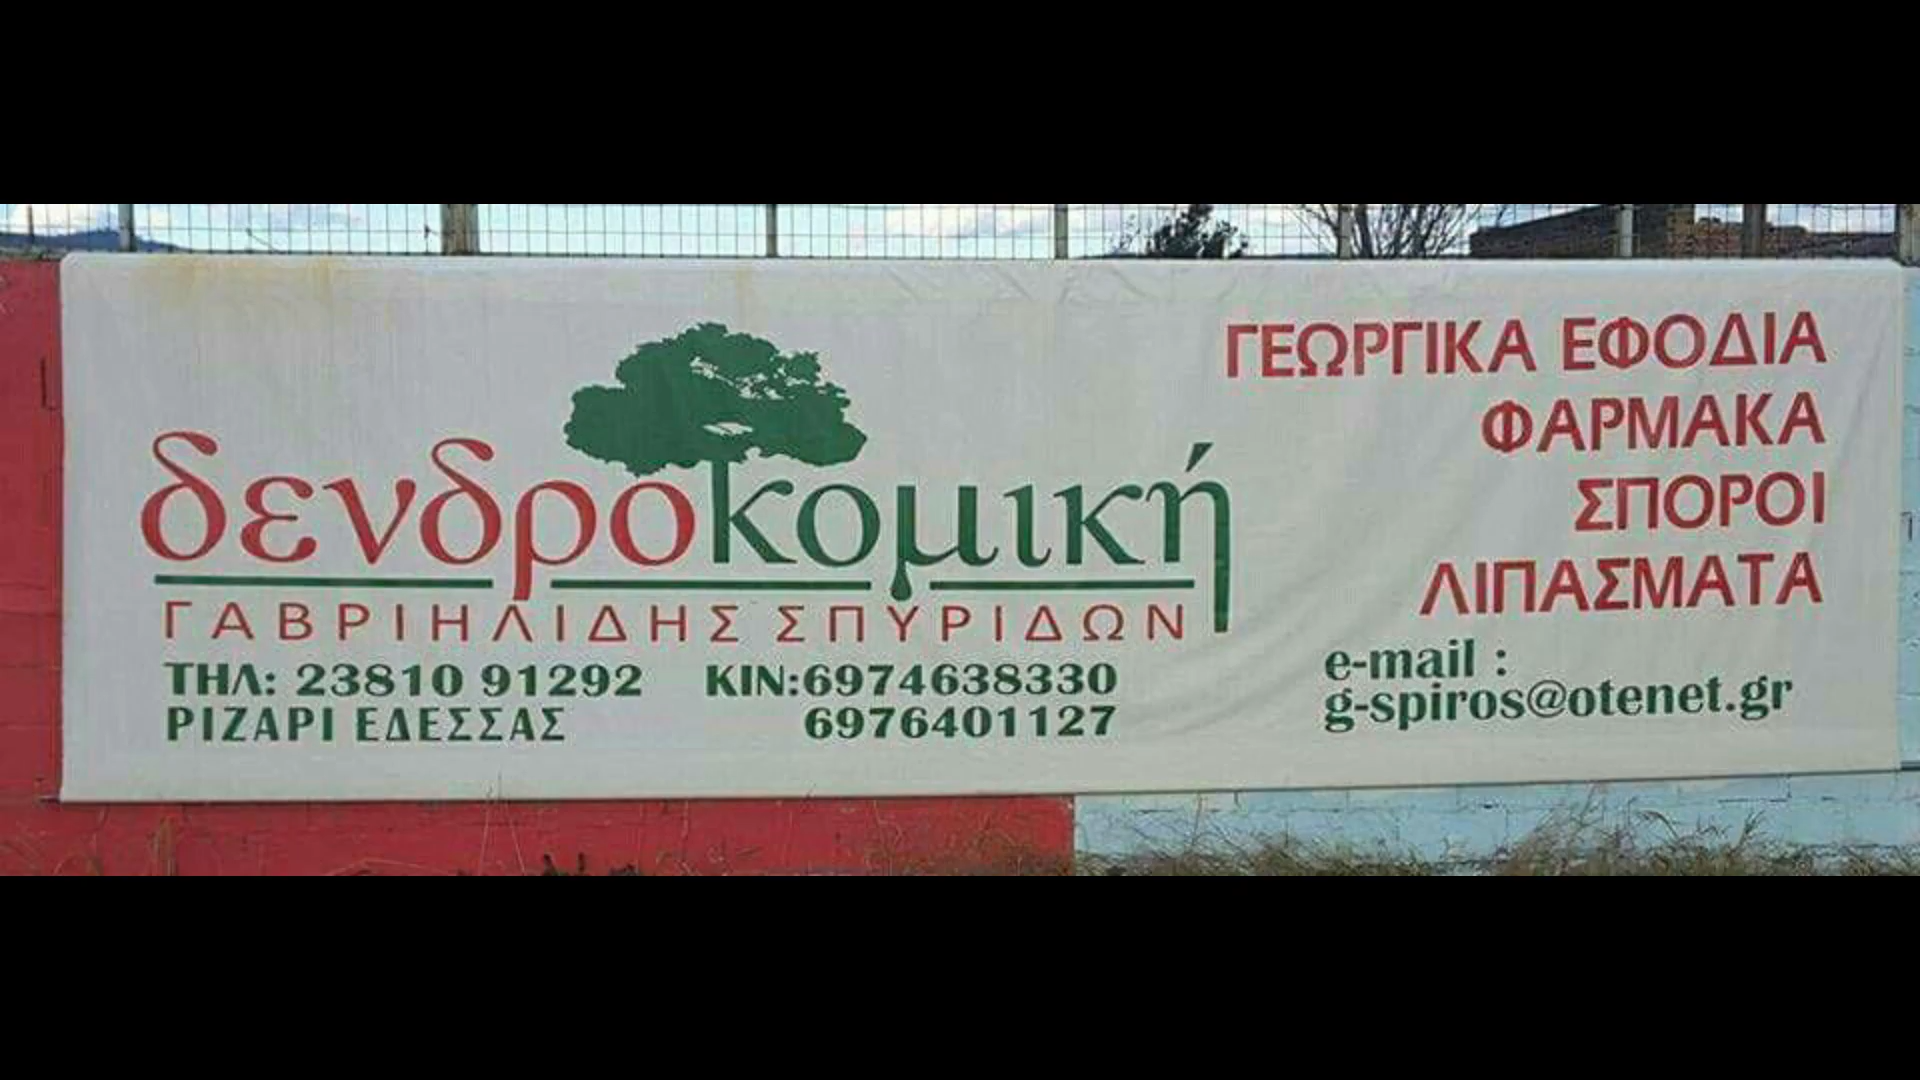 δενδροκομική
ΓΑΒΡΙΗΛΙΔΗΣ ΣΠΥΡΙΔΩΝ
ΤΗΛ: 23810 91292 ΚΙΝ:6974638330
ΡΙΖΑΡΙ ΕΔΕΣΣΑΣ 6976401127
ΓΕΩΡΓΙΚΑ ΕΦΟΔΙΑ
ΦΑΡΜΑΚΑ
ΣΠΟΡΟΙ
ΛΙΠΑΣΜΑΤΑ
e-mail :
g-spiros@otenet.gr